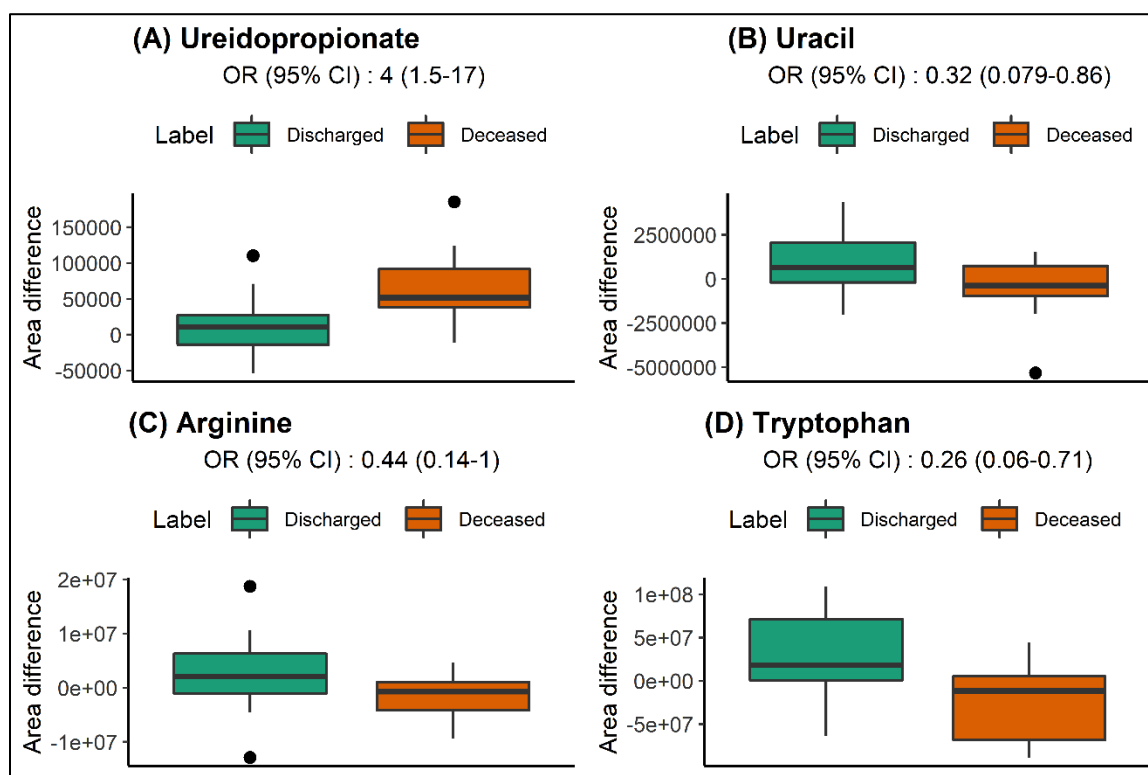 (A) Ureidopropionate
OR (95% CI) : 4 (1.5-17)
Label Discharged Deceased
Area difference
150000
100000
50000
0
-50000
(B) Uracil
OR (95% CI) : 0.32 (0.079-0.86)
Label Discharged Deceased
Area difference
2500000
0
-2500000
-5000000
(C) Arginine
OR (95% CI) : 0.44 (0.14-1)
Label Discharged Deceased
Area difference
2e+07
1e+07
0e+00
-1e+07
(D) Tryptophan
OR (95% CI) : 0.26 (0.06-0.71)
Label Discharged Deceased
Area difference
1e+08
5e+07
0e+00
-5e+07